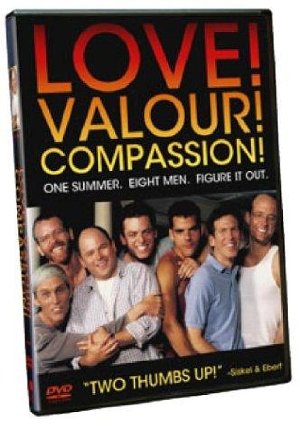 LOVE!
VALOUR!
COMPASSION!
ONE SUMMER. EIGHT MEN. FIGURE IT OUT.
DVD
"TWO THUMBS UP!" -Siskel & Ebert